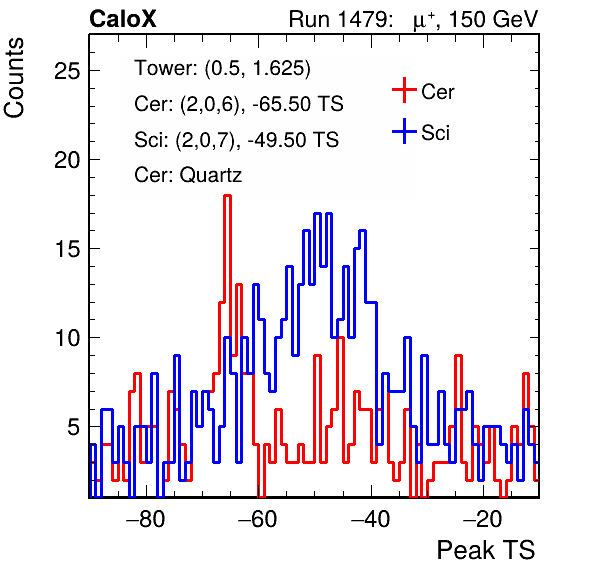 CaloX Run 1479: μ⁺, 150 GeV
Counts
Tower: (0.5, 1.625)
Cer: (2,0,6), -65.50 TS
Sci: (2,0,7), -49.50 TS
Cer: Quartz
Cer
Sci
25
20
15
10
5
−80 −60 −40 −20
Peak TS